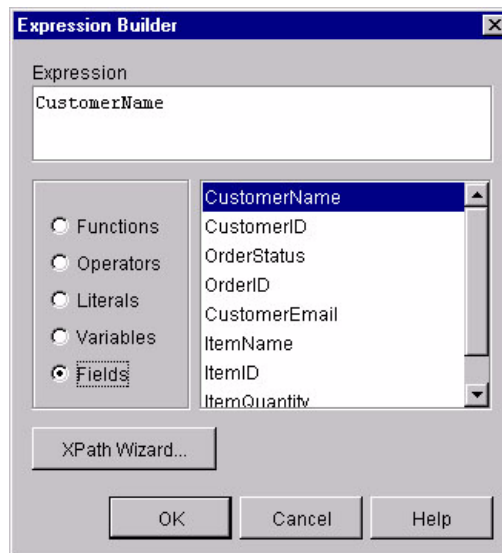 Expression Builder
Expression
CustomerName
Functions
Operators
Literals
Variables
Fields
CustomerName
CustomerID
OrderStatus
OrderID
CustomerEmail
ItemName
ItemID
ItemQuantity
XPath Wizard...
OK
Cancel
Help